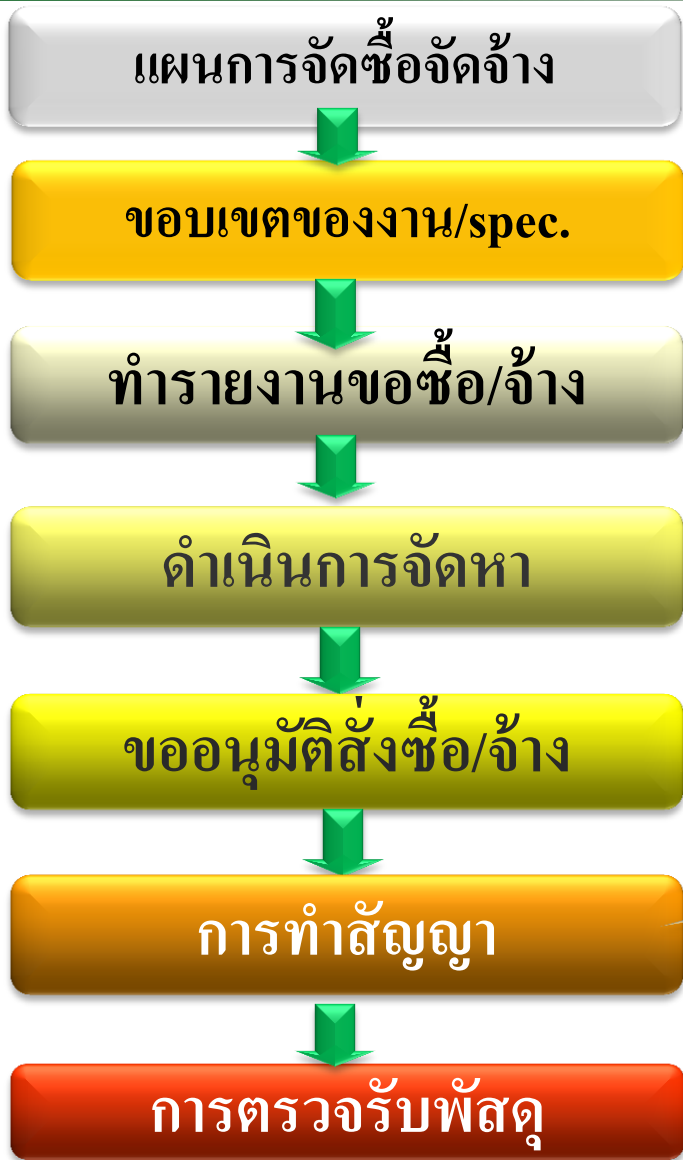 แผนการจัดซื้อจัดจ้าง
ขอบเขตของงาน/spec.
ทำรายงานขอซื้อ/จ้าง
ดำเนินการจัดหา
ขออนุมัติสั่งซื้อ/จ้าง
การทำสัญญา
การตรวจรับพัสดุ